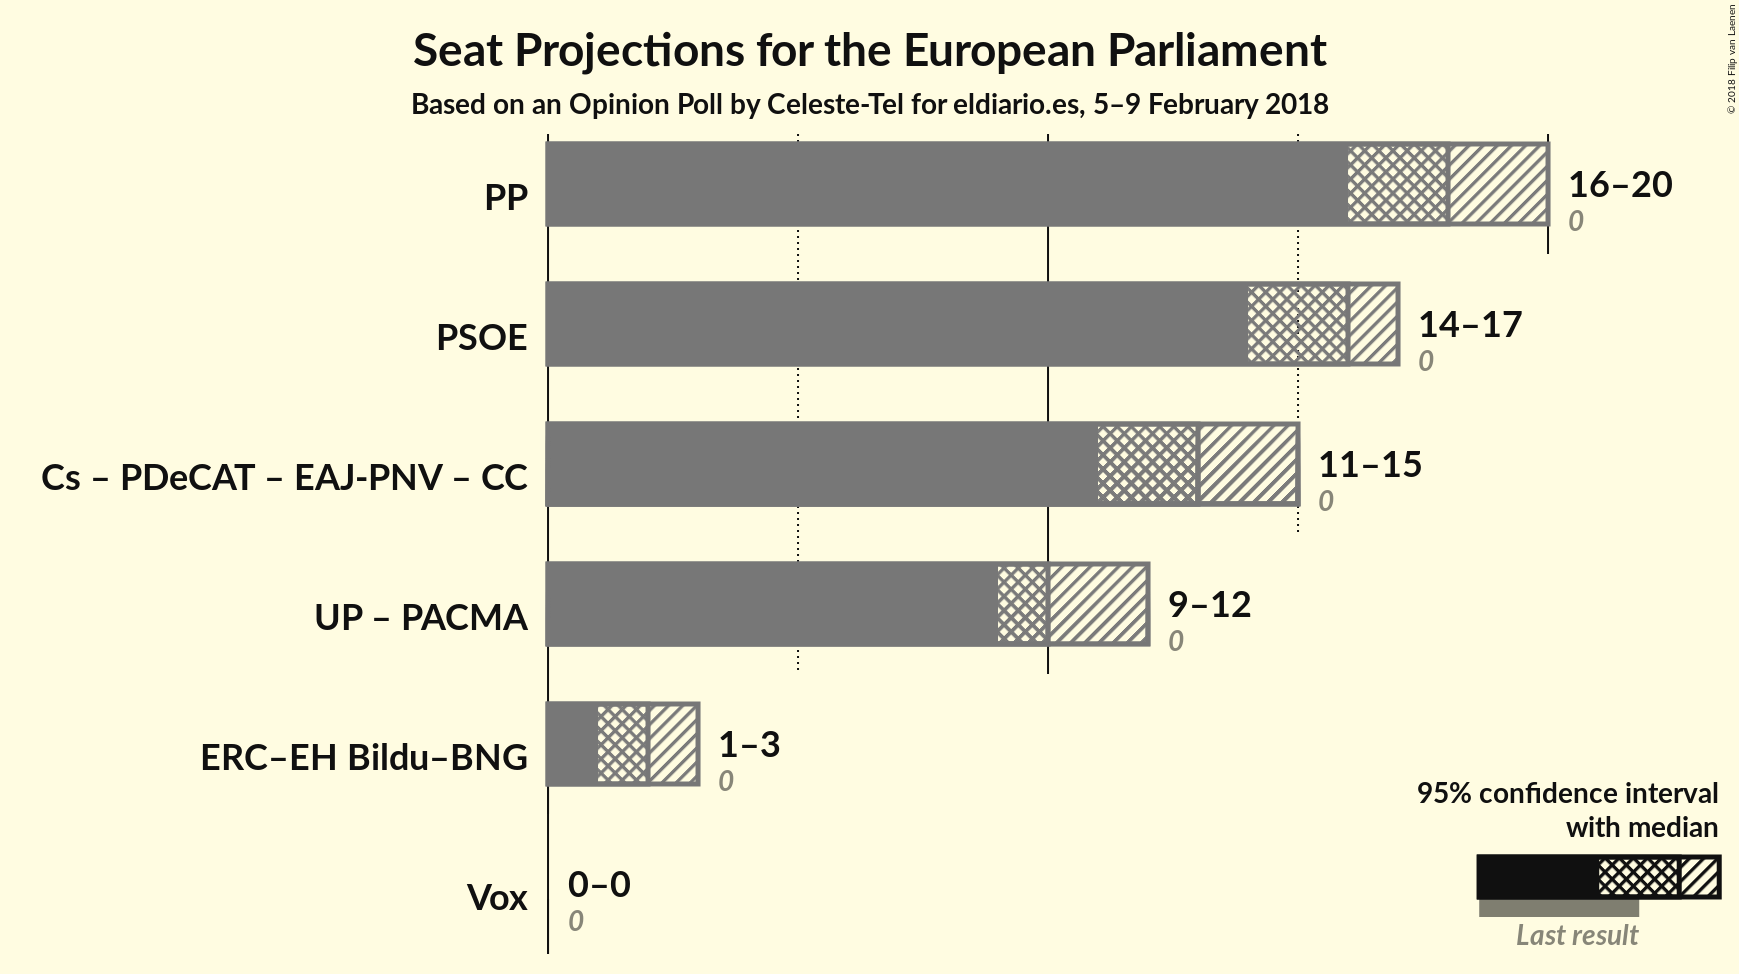 Seat Projections for the European Parliament
Based on an Opinion Poll by Celeste-Tel for eldiario.es, 5–9 February 2018
© 2018 Filip van Laenen
PP
16–20
0
PSOE
14–17
0
Cs – PDeCAT – EAJ-PNV – CC
11–15
0
UP – PACMA
9–12
0
ERC–EH Bildu–BNG
1–3
0
Vox
0–0
0
95% confidence interval
with median
Last result